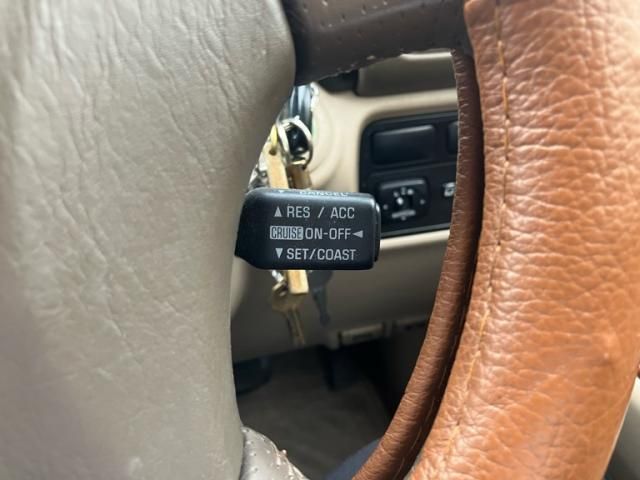 ▼ CANCEL
▲ RES / ACC
CRUISE ON-OFF ◄
▼ SET/COAST